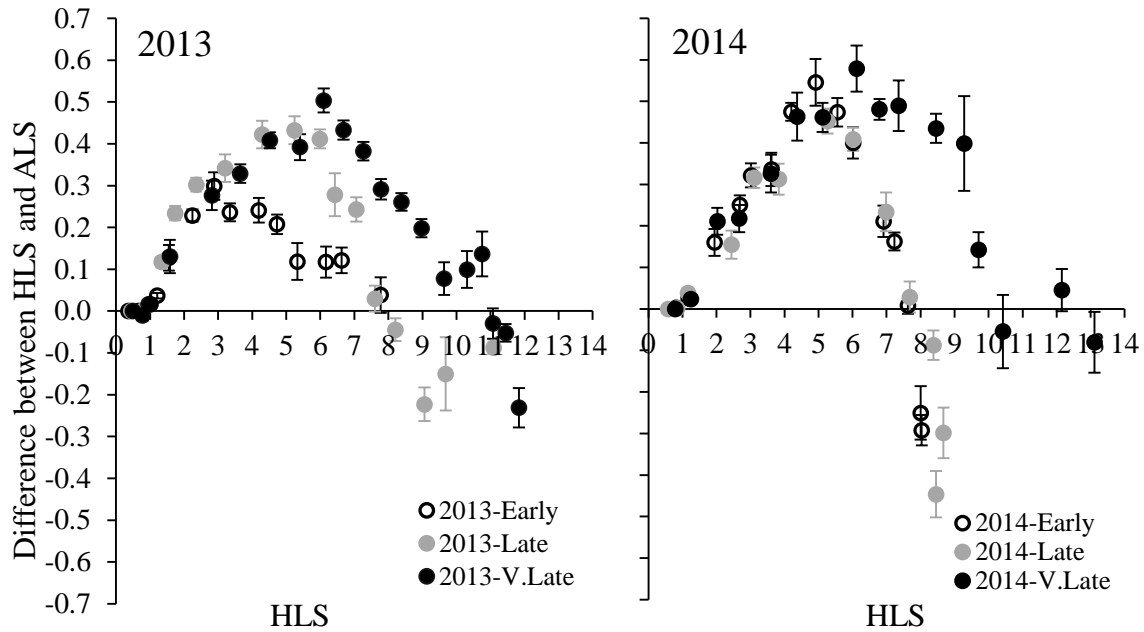 Difference between HLS and ALS
0.7
0.6
0.5
0.4
0.3
0.2
0.1
0.0
-0.1
-0.2
-0.3
-0.4
-0.5
-0.6
-0.7
2013
0 1 2 3 4 5 6 7 8 9 10 11 12 13 14
2013-Early
2013-Late
2013-V.Late
HLS
2014
0 1 2 3 4 5 6 7 8 9 10 11 12 13 14
2014-Early
2014-Late
2014-V.Late
HLS